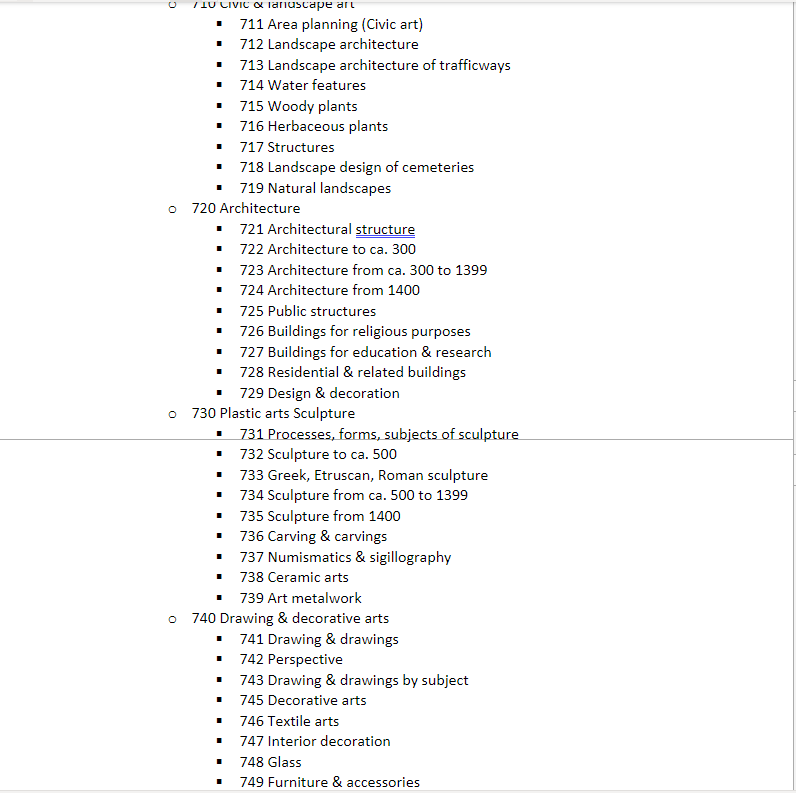 710 Civic & landscape art
711 Area planning (Civic art)
712 Landscape architecture
713 Landscape architecture of trafficways
714 Water features
715 Woody plants
716 Herbaceous plants
717 Structures
718 Landscape design of cemeteries
719 Natural landscapes
720 Architecture
721 Architectural structure
722 Architecture to ca. 300
723 Architecture from ca. 300 to 1399
724 Architecture from 1400
725 Public structures
726 Buildings for religious purposes
727 Buildings for education & research
728 Residential & related buildings
729 Design & decoration
730 Plastic arts Sculpture
731 Processes, forms, subjects of sculpture
732 Sculpture to ca. 500
733 Greek, Etruscan, Roman sculpture
734 Sculpture from ca. 500 to 1399
735 Sculpture from 1400
736 Carving & carvings
737 Numismatics & sigillography
738 Ceramic arts
739 Art metalwork
740 Drawing & decorative arts
741 Drawing & drawings
742 Perspective
743 Drawing & drawings by subject
745 Decorative arts
746 Textile arts
747 Interior decoration
748 Glass
749 Furniture & accessories